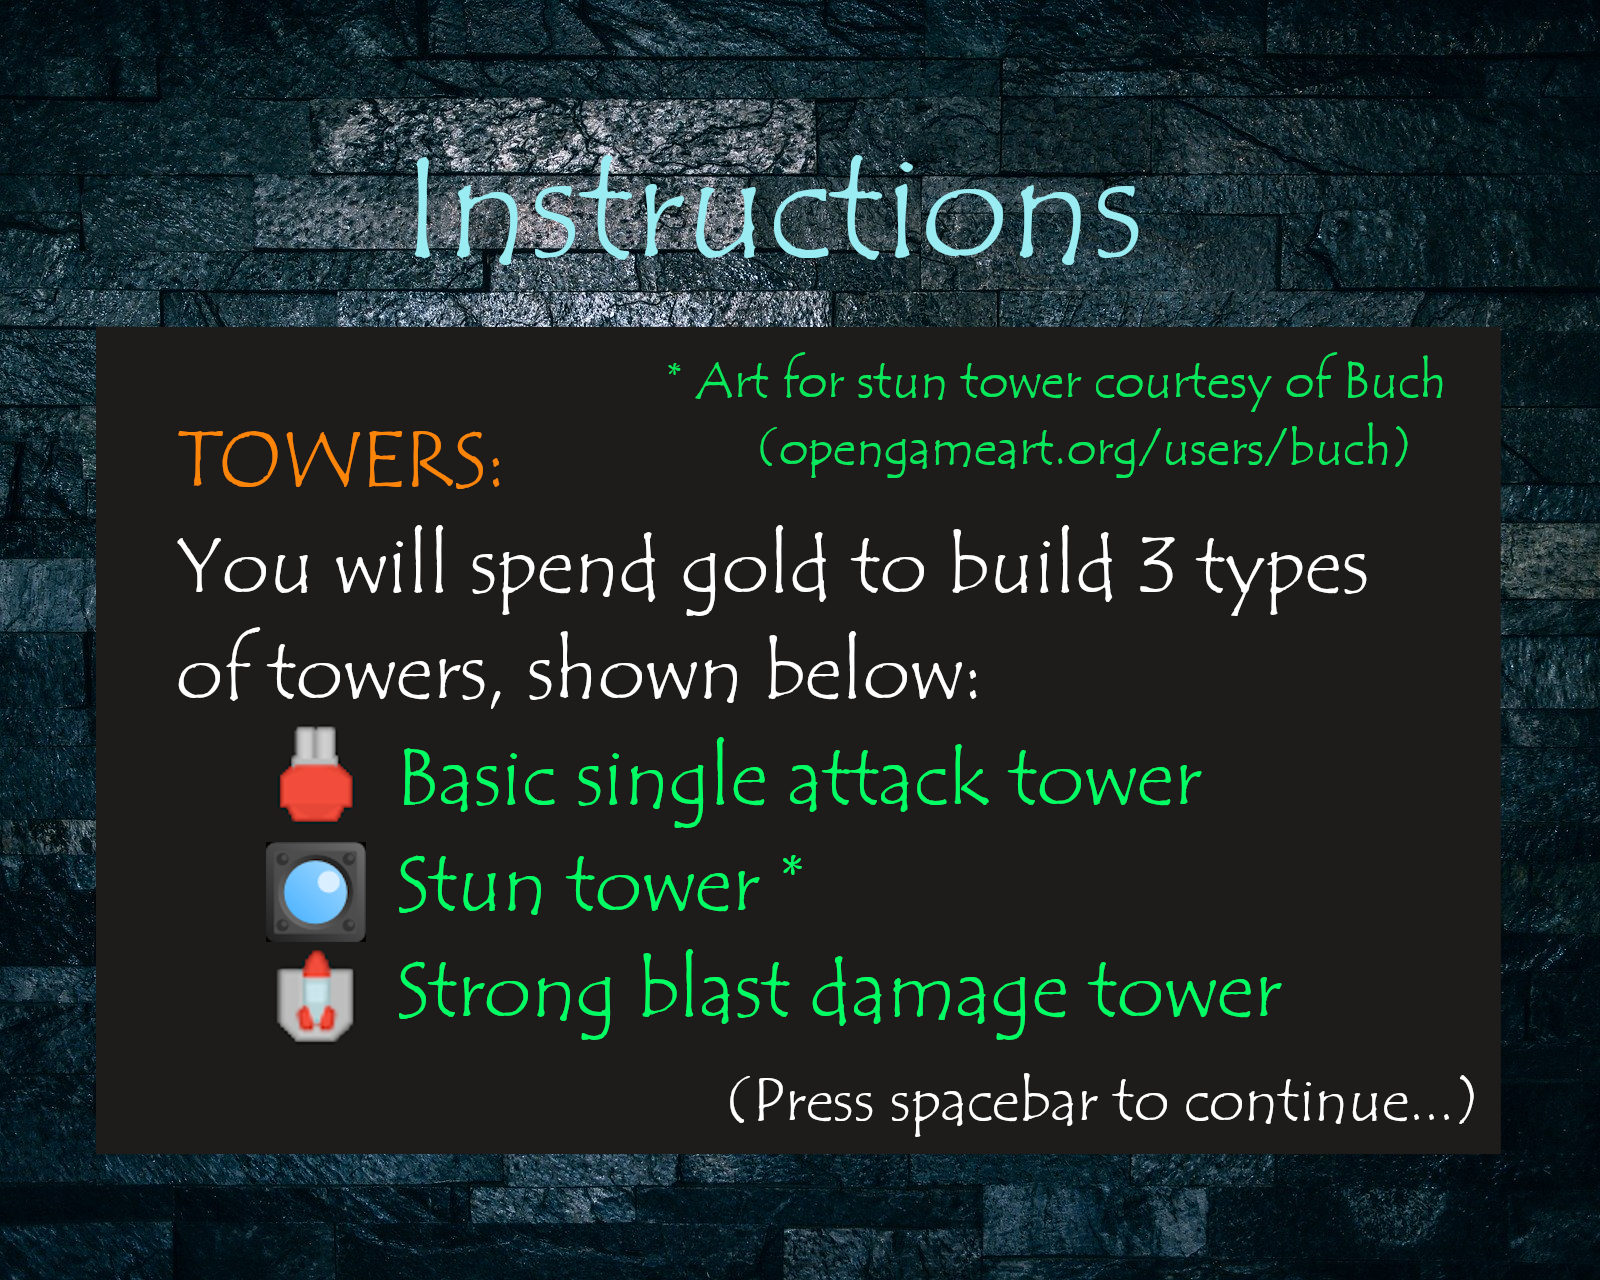 Instructions
* Art for stun tower courtesy of Buch
(opengameart.org/users/buch)
TOWERS:
You will spend gold to build 3 types
of towers, shown below:
Basic single attack tower
Stun tower *
Strong blast damage tower
(Press spacebar to continue...)